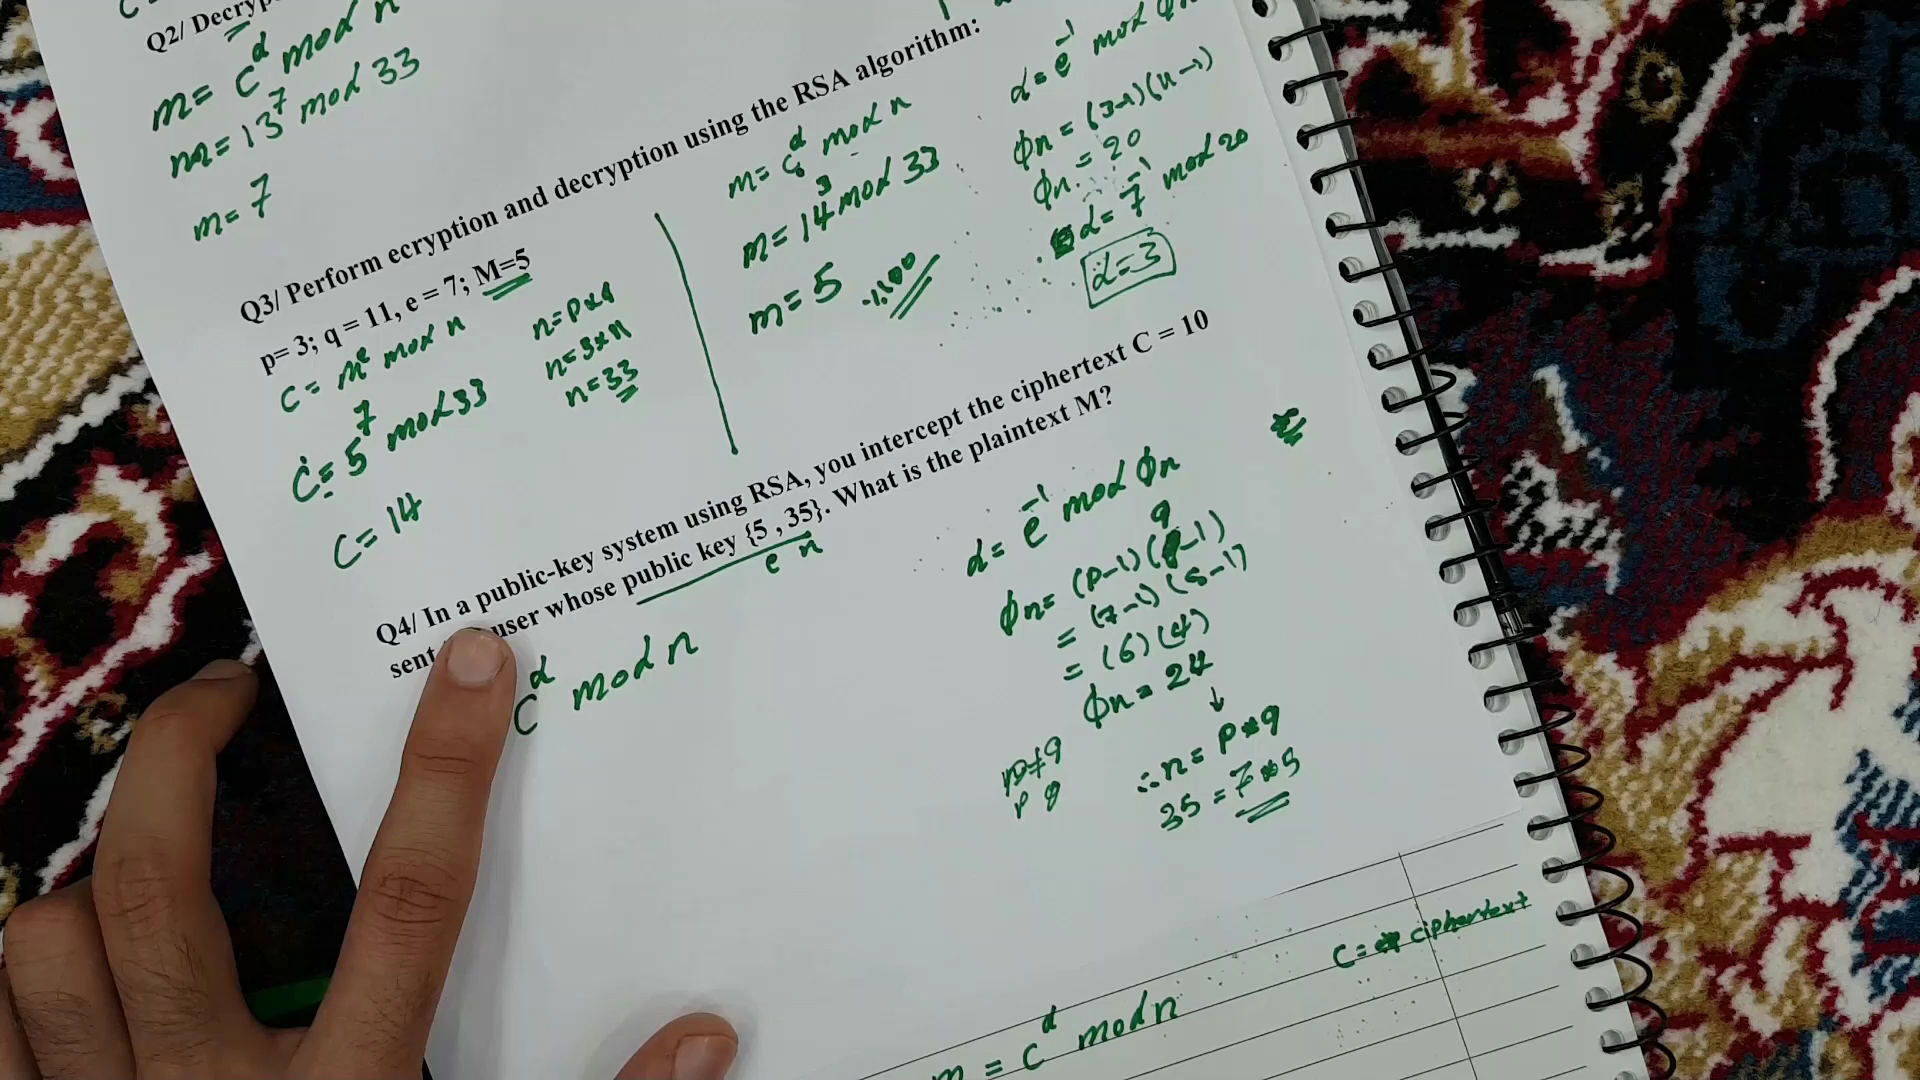 Q2/ Decryp
m = C^d mod n
m = 13^7 mod 33
m = 7
Q3/ Perform ecryption and decryption using the RSA algorithm:
p= 3; q = 11, e = 7; M=5
C = M^e mod n
C = 5^7 mod 33
C = 14
n = p*q
n = 3*11
n = 33
m = C^d mod n
m = 14^3 mod 33
m = 5
d = e^-1 mod ϕn
ϕn = (3-1)(11-1)
ϕn = 20
d = 7^-1 mod 20
d = 3
Q4/ In a public-key system using RSA, you intercept the ciphertext C = 10
sent user whose public key {5 , 35}. What is the plaintext M?
e n
C^d mod n
d = e^-1 mod ϕn
ϕn = (p-1)(q-1)
= (7-1)(5-1)
= (6)(4)
ϕn = 24
↓
∴ n = p*q
35 = 7*5
p≠q
p q
C = ciphertext
m = C^d mod n